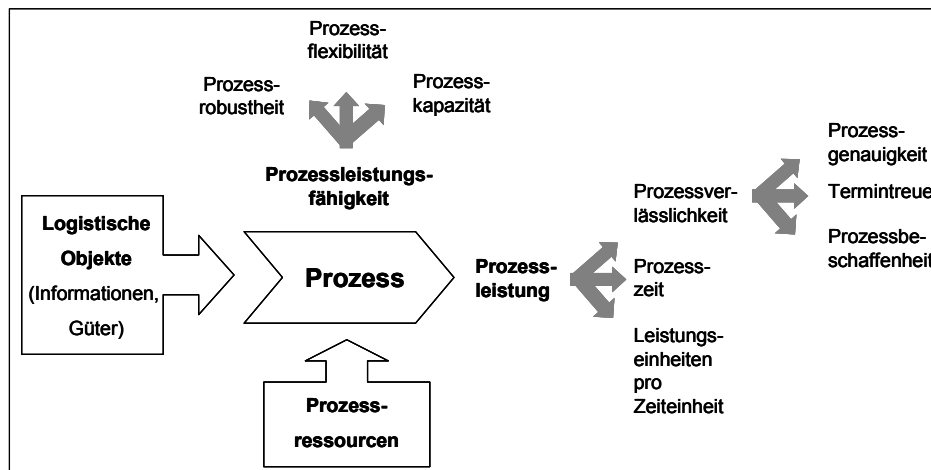 Prozess-
flexibilität
Prozess-
robustheit
Prozess-
kapazität
Prozessleistungs-
fähigkeit
Logistische
Objekte
(Informationen,
Güter)
Prozess
Prozess-
ressourcen
Prozess-
leistung
Prozessver-
lässlichkeit
Prozess-
zeit
Leistungs-
einheiten
pro
Zeiteinheit
Prozess-
genauigkeit
Termintreue
Prozessbe-
schaffenheit